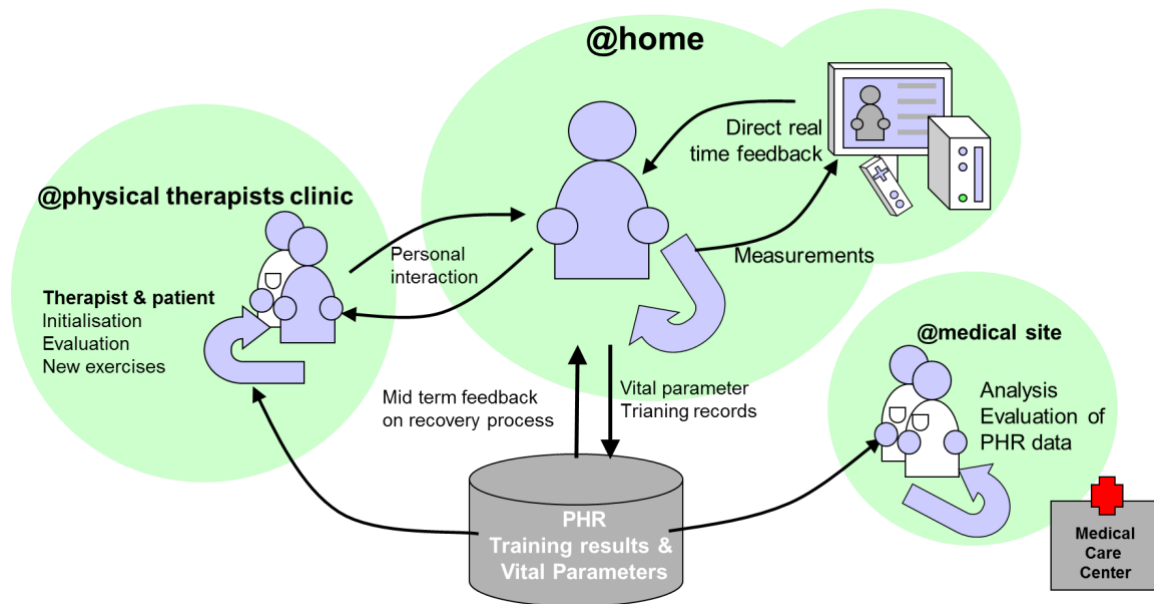 @home
Direct real
time feedback
@physical therapists clinic
Personal
interaction
Measurements
Therapist & patient
Initialisation
Evaluation
New exercises
@medical site
Analysis
Evaluation of
PHR data
Mid term feedback
on recovery process
Vital parameter
Trianing records
PHR
Training results &
Vital Parameters
Medical
Care
Center